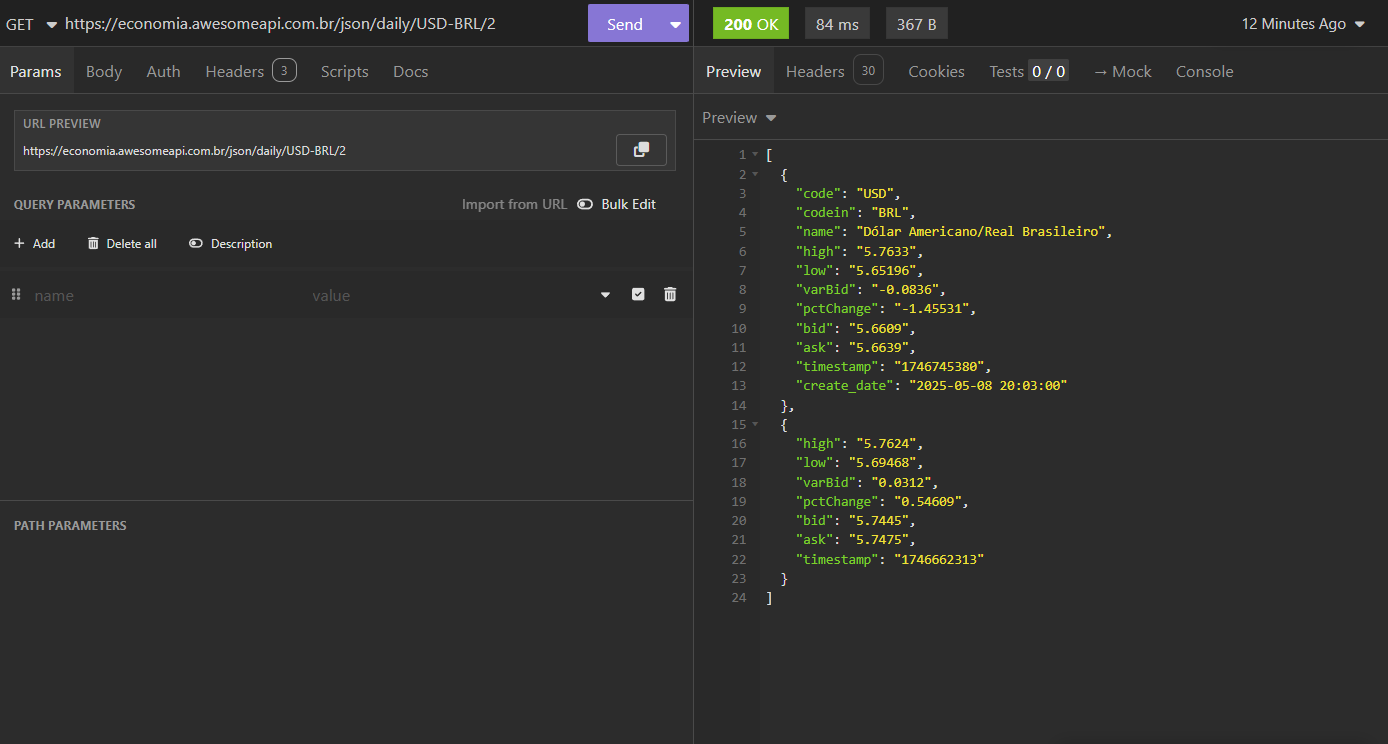 GET https://economia.awesomeapi.com.br/json/daily/USD-BRL/2 Send
Params Body Auth Headers 3 Scripts Docs
URL PREVIEW
https://economia.awesomeapi.com.br/json/daily/USD-BRL/2
QUERY PARAMETERS Import from URL Bulk Edit
+ Add Delete all Description
name value
PATH PARAMETERS
200 OK 84 ms 367 B 12 Minutes Ago
Preview Headers 30 Cookies Tests 0 / 0 → Mock Console
Preview
1 [
2 {
3 "code": "USD",
4 "codein": "BRL",
5 "name": "Dólar Americano/Real Brasileiro",
6 "high": "5.7633",
7 "low": "5.65196",
8 "varBid": "-0.0836",
9 "pctChange": "-1.45531",
10 "bid": "5.6609",
11 "ask": "5.6639",
12 "timestamp": "1746745380",
13 "create_date": "2025-05-08 20:03:00"
14 },
15 {
16 "high": "5.7624",
17 "low": "5.69468",
18 "varBid": "0.0312",
19 "pctChange": "0.54609",
20 "bid": "5.7445",
21 "ask": "5.7475",
22 "timestamp": "1746662313"
23 }
24 ]